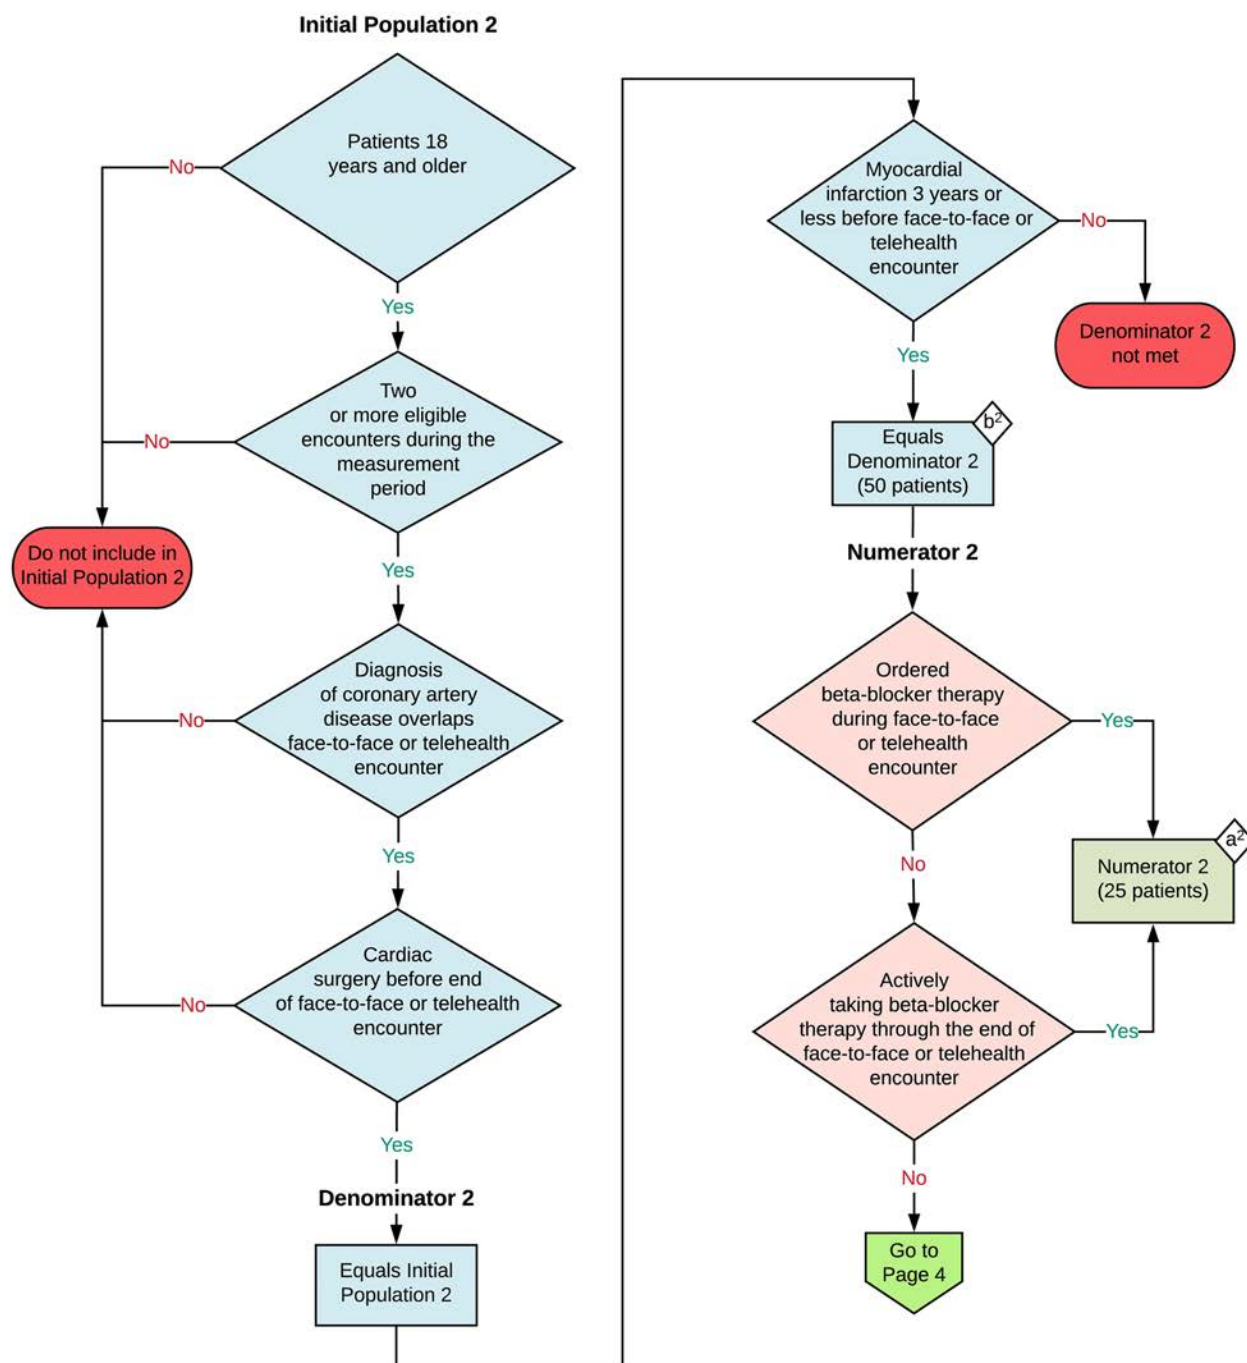 Initial Population 2
Patients 18
years and older
No
Yes
Two
or more eligible
encounters during the
measurement
period
No
Do not include in
Initial Population 2
Yes
Diagnosis
of coronary artery
disease overlaps
face-to-face or telehealth
encounter
No
Yes
Cardiac
surgery before end
of face-to-face or telehealth
encounter
No
Yes
Denominator 2
Equals Initial
Population 2
Myocardial
infarction 3 years or
less before face-to-face or
telehealth
encounter
No
Denominator 2
not met
Yes
b²
Equals
Denominator 2
(50 patients)
Numerator 2
Ordered
beta-blocker therapy
during face-to-face
or telehealth
encounter
Yes
a²
Numerator 2
(25 patients)
No
Actively
taking beta-blocker
therapy through the end of
face-to-face or telehealth
encounter
Yes
No
Go to
Page 4